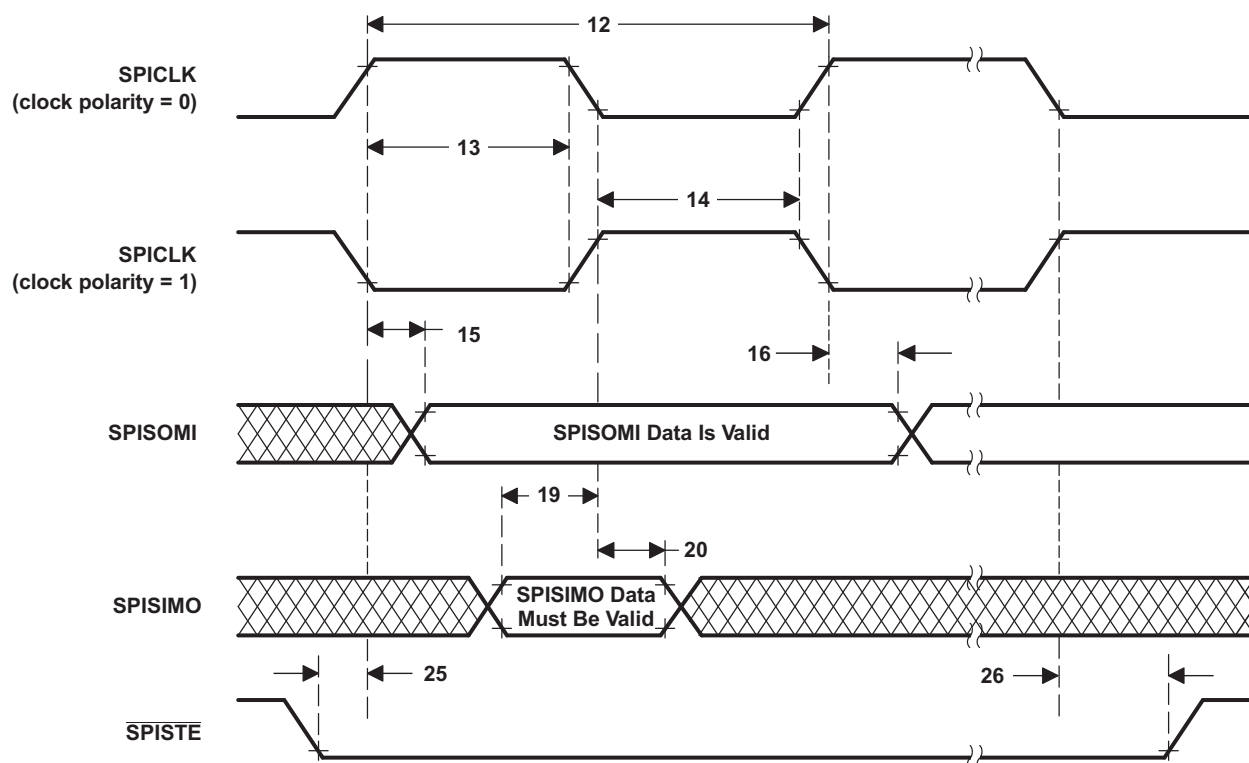 12
SPICLK
(clock polarity = 0)
13
14
SPICLK
(clock polarity = 1)
15
16
SPISOMI
SPISOMI Data Is Valid
19
20
SPISIMO
SPISIMO Data
Must Be Valid
25
26
SPISTE